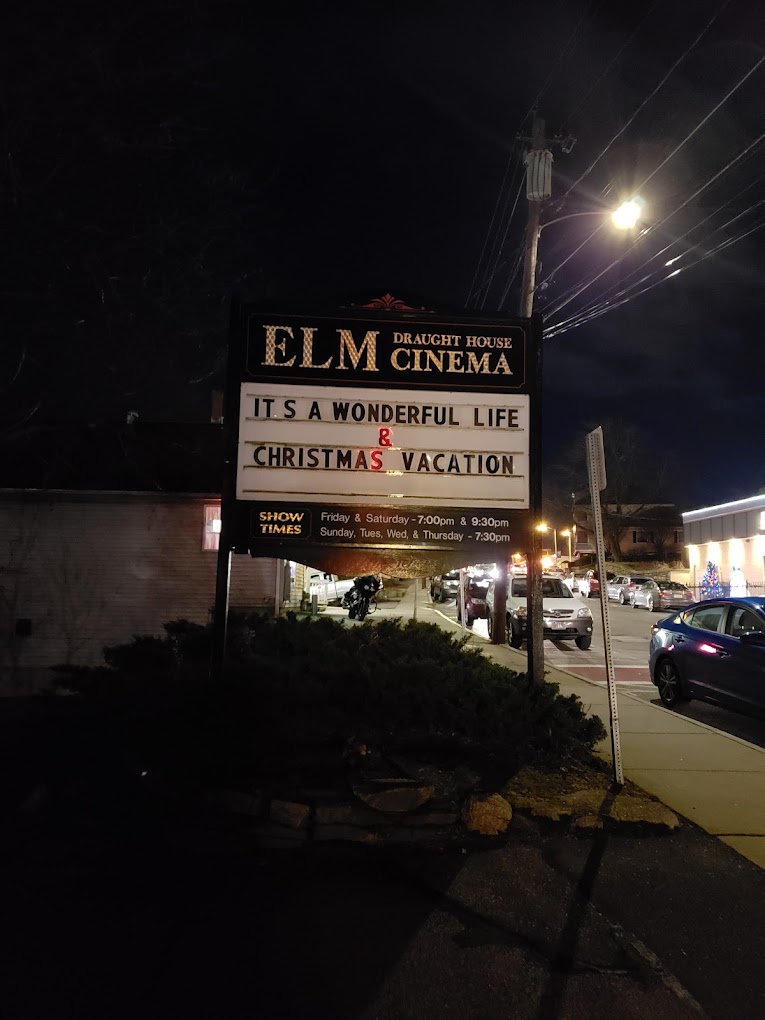 ELM DRAUGHT HOUSE
CINEMA
IT S A WONDERFUL LIFE
&
CHRISTMAS VACATION
SHOW
TIMES
Friday & Saturday - 7:00pm & 9:30pm
Sunday, Tues, Wed, & Thursday - 7:30pm